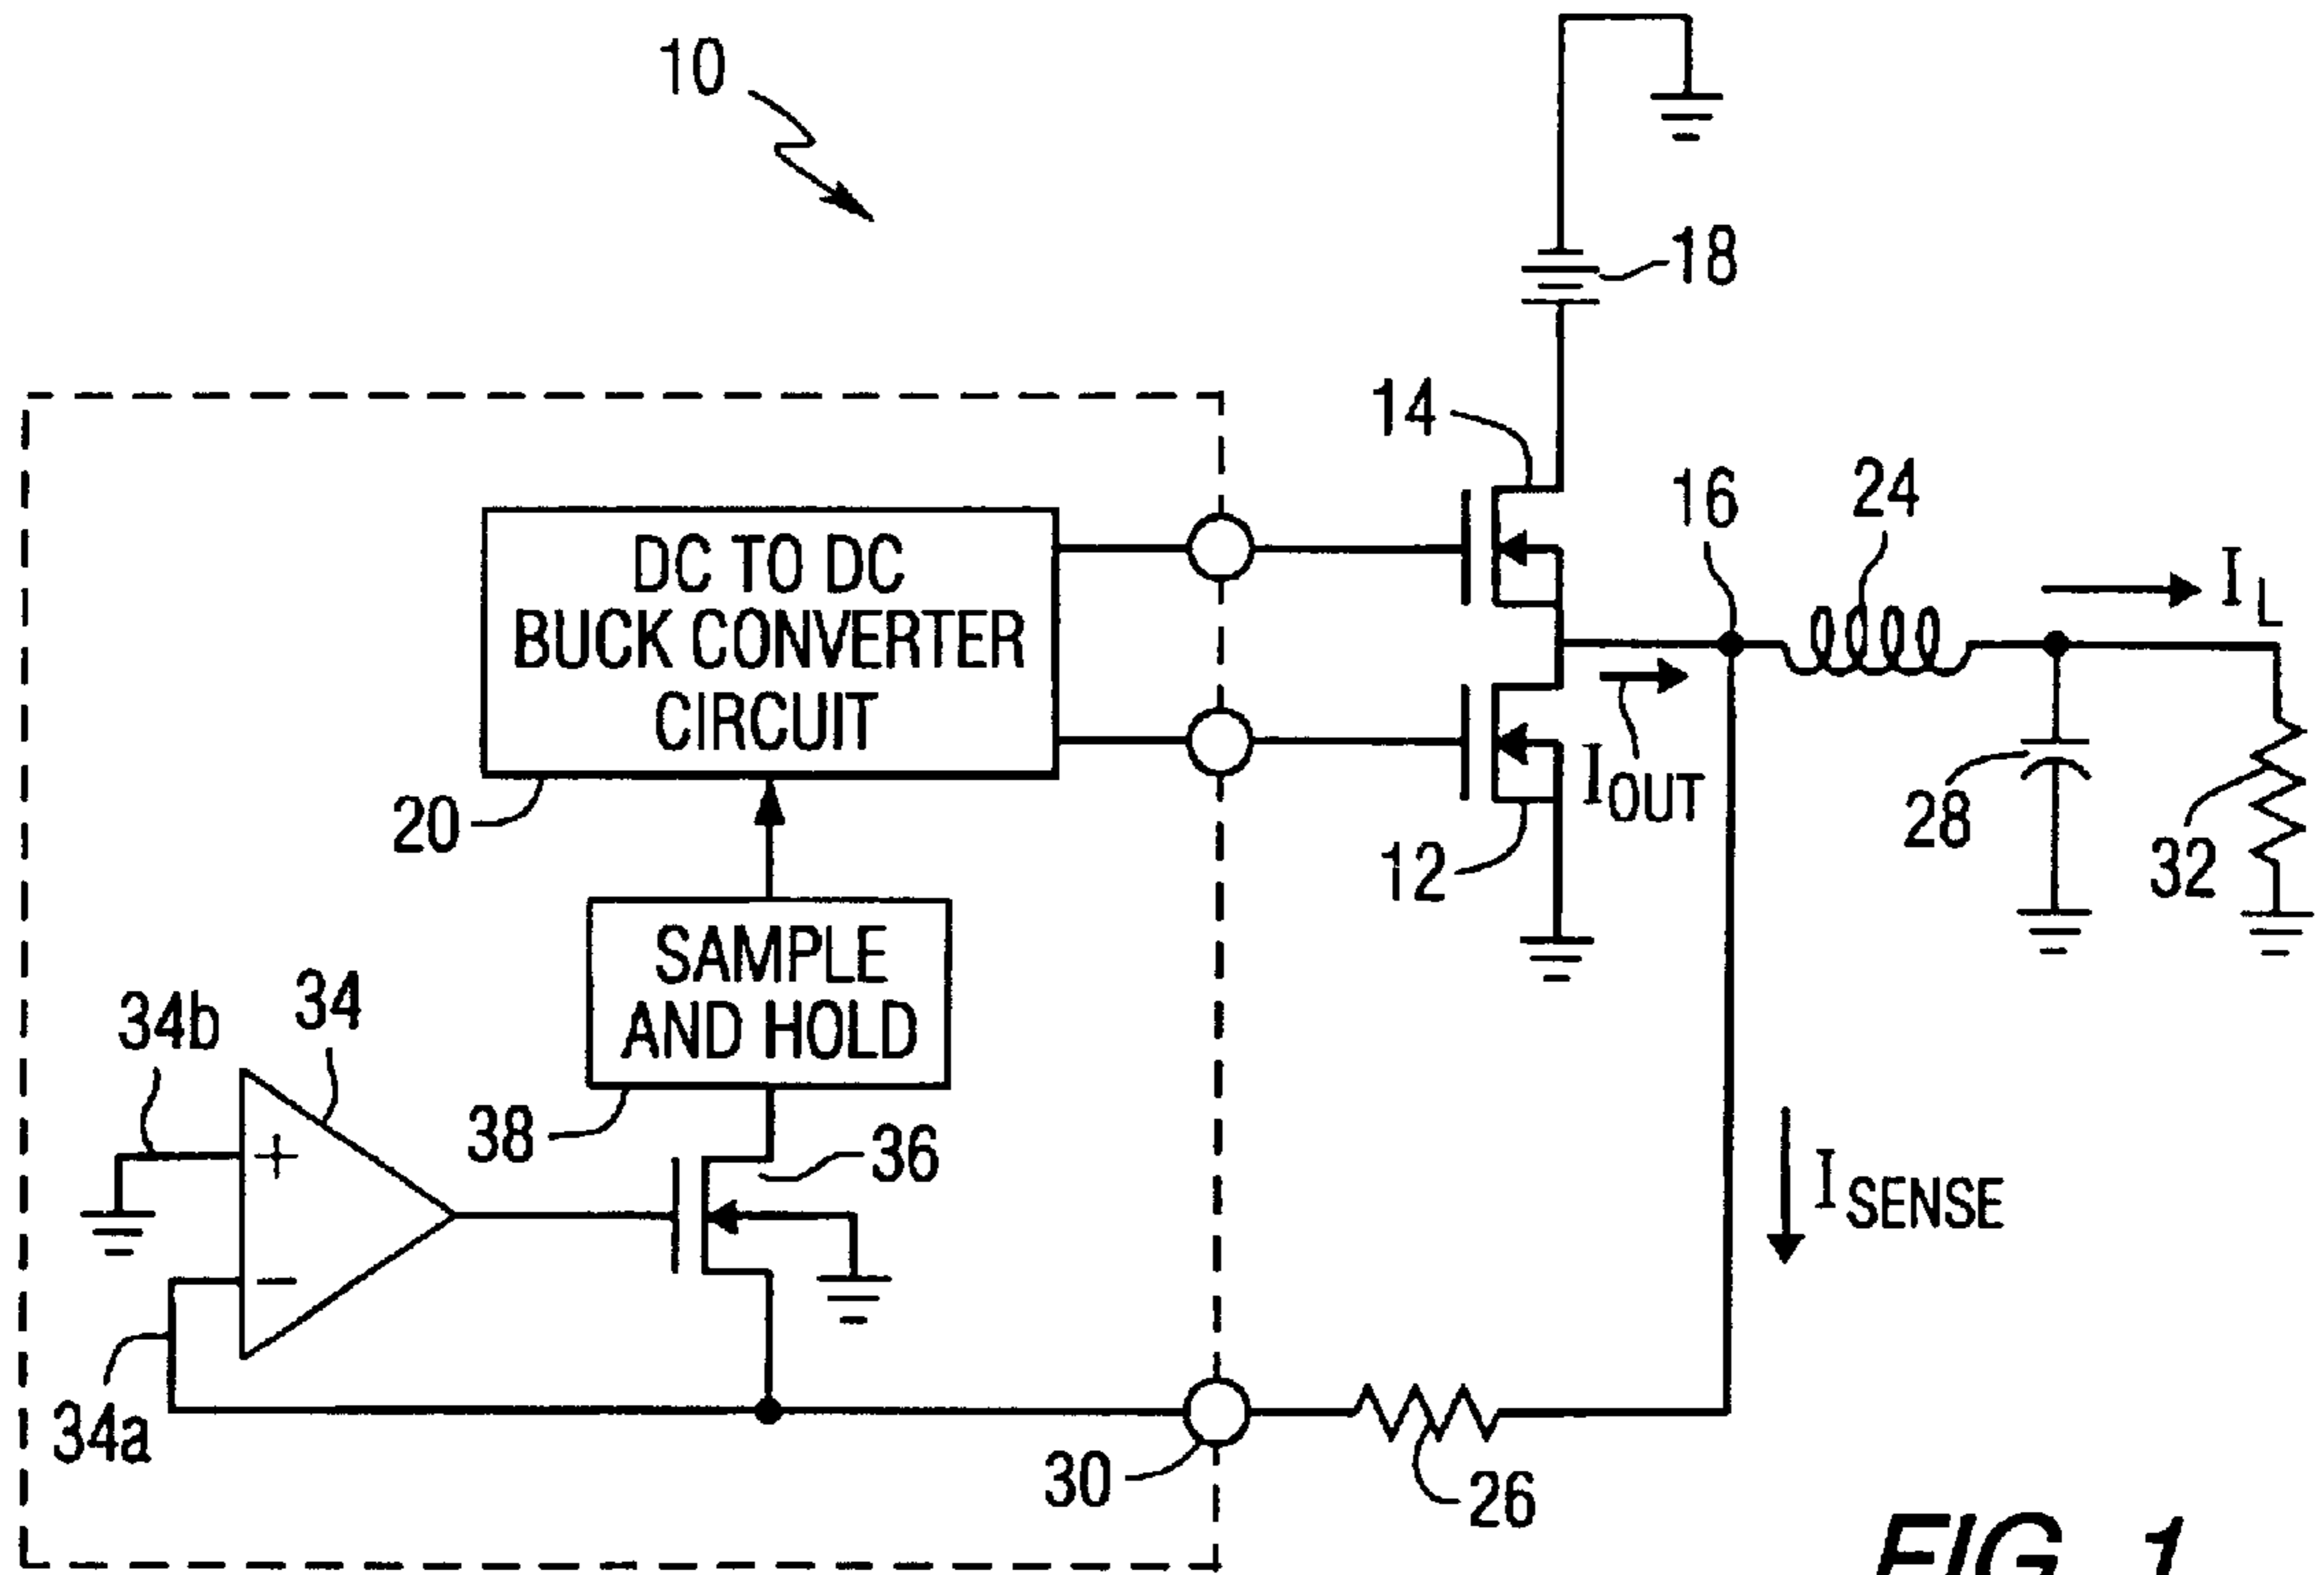 10
18
14
16
24
I_L
DC TO DC
BUCK CONVERTER
CIRCUIT
20
I_OUT
12
28
32
SAMPLE
AND HOLD
34b
34
38
36
I_SENSE
+
−
34a
30
26
FIG. 1